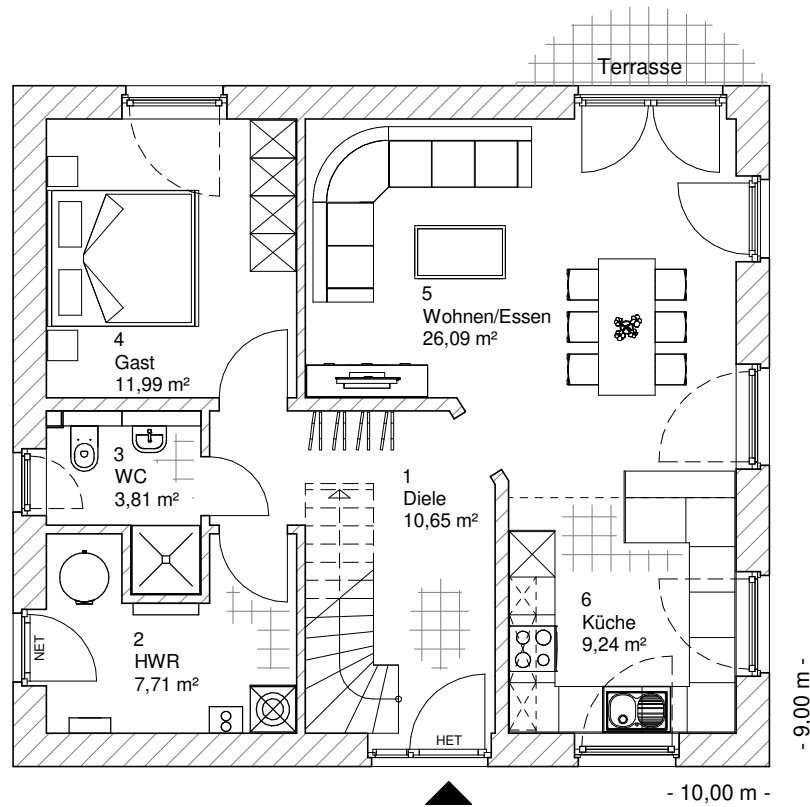 Terrasse
5
Wohnen/Essen
26,09 m²
4
Gast
11,99 m²
3
WC
3,81 m²
1
Diele
10,65 m²
6
Küche
9,24 m²
2
HWR
7,71 m²
NET
HET
- 9,00 m -
- 10,00 m -